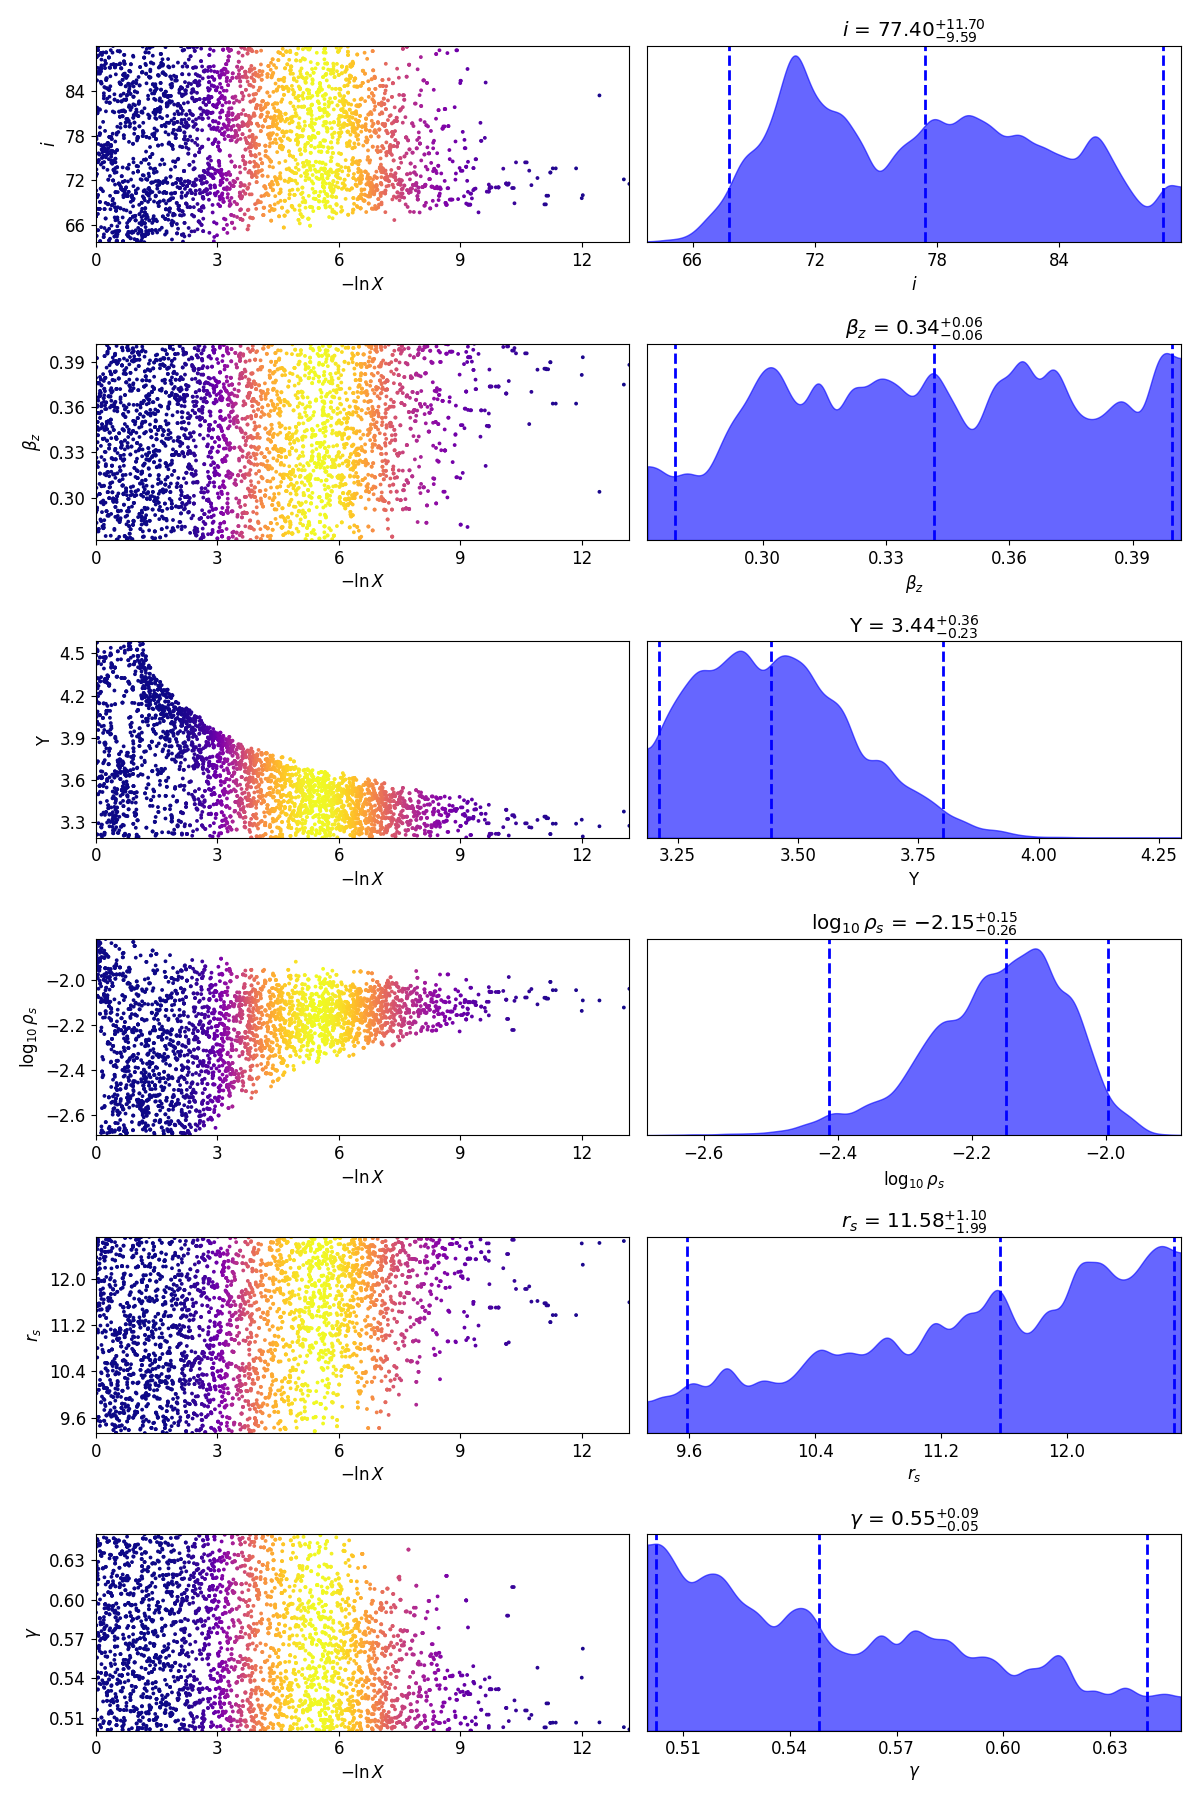 i = 77.40+11.70−9.59
i
84
78
72
66
0 3 6 9 12
−ln X
66 72 78 84
i
βz = 0.34+0.06−0.06
βz
0.39
0.36
0.33
0.30
0 3 6 9 12
−ln X
0.30 0.33 0.36 0.39
βz
Y = 3.44+0.36−0.23
Y
4.5
4.2
3.9
3.6
3.3
0 3 6 9 12
−ln X
3.25 3.50 3.75 4.00 4.25
Y
log10 ρs = −2.15+0.15−0.26
log10 ρs
−2.0
−2.2
−2.4
−2.6
0 3 6 9 12
−ln X
−2.6 −2.4 −2.2 −2.0
log10 ρs
rs = 11.58+1.10−1.99
rs
12.0
11.2
10.4
9.6
0 3 6 9 12
−ln X
9.6 10.4 11.2 12.0
rs
γ = 0.55+0.09−0.05
γ
0.63
0.60
0.57
0.54
0.51
0 3 6 9 12
−ln X
0.51 0.54 0.57 0.60 0.63
γ